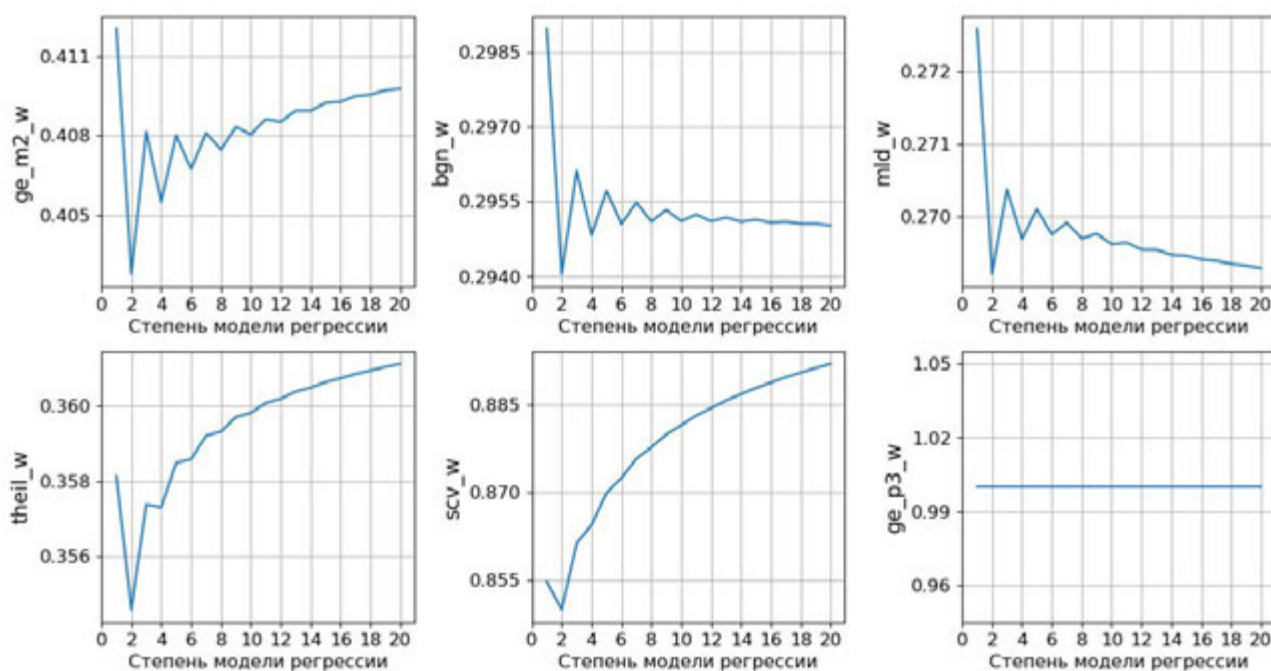 ge_m2_w
0.411
0.408
0.405
0 2 4 6 8 10 12 14 16 18 20
Степень модели регрессии
bgn_w
0.2985
0.2970
0.2955
0.2940
0 2 4 6 8 10 12 14 16 18 20
Степень модели регрессии
mld_w
0.272
0.271
0.270
0 2 4 6 8 10 12 14 16 18 20
Степень модели регрессии
theil_w
0.360
0.358
0.356
0 2 4 6 8 10 12 14 16 18 20
Степень модели регрессии
scv_w
0.885
0.870
0.855
0 2 4 6 8 10 12 14 16 18 20
Степень модели регрессии
ge_p3_w
1.05
1.02
0.99
0.96
0 2 4 6 8 10 12 14 16 18 20
Степень модели регрессии